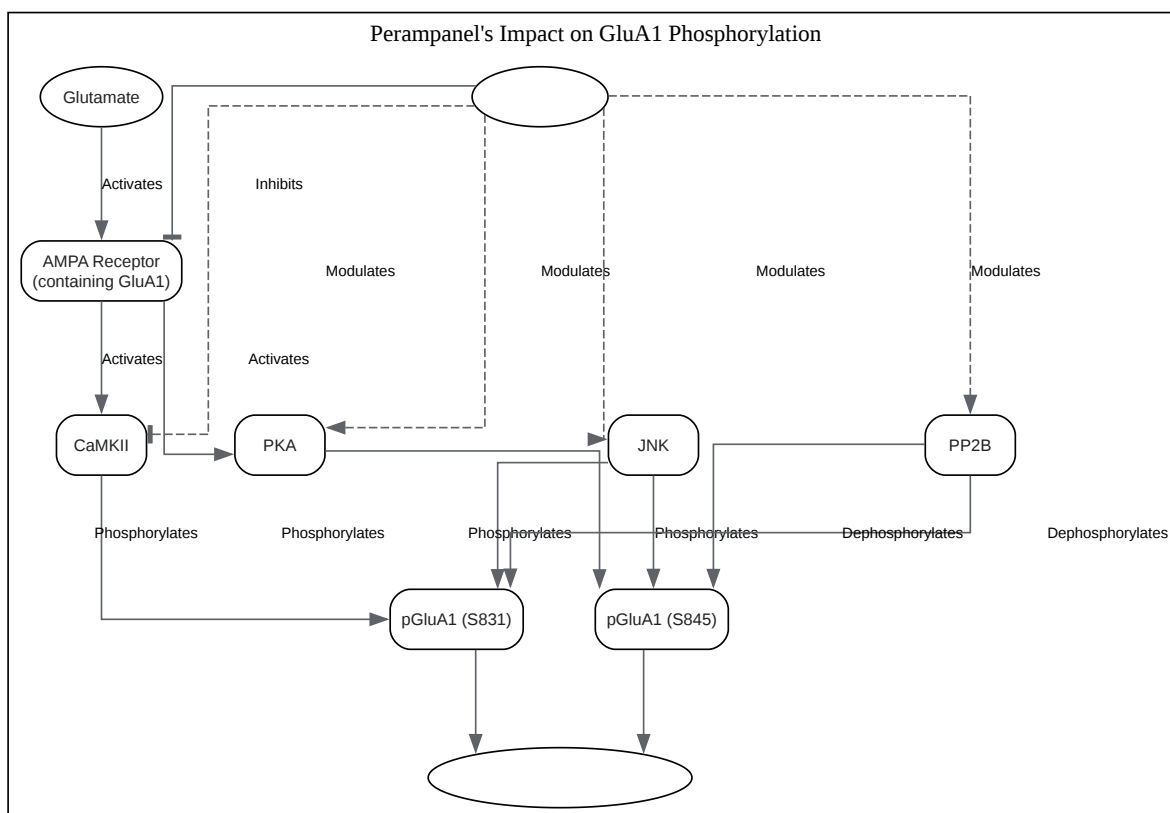 Perampanel's Impact on GluA1 Phosphorylation
Glutamate
Activates
Inhibits
AMPA Receptor
(containing GluA1)
Modulates
Modulates
Modulates
Modulates
Activates
Activates
CaMKII
PKA
JNK
PP2B
Phosphorylates
Phosphorylates
Phosphorylates
Phosphorylates
Dephosphorylates
Dephosphorylates
pGluA1 (S831)
pGluA1 (S845)